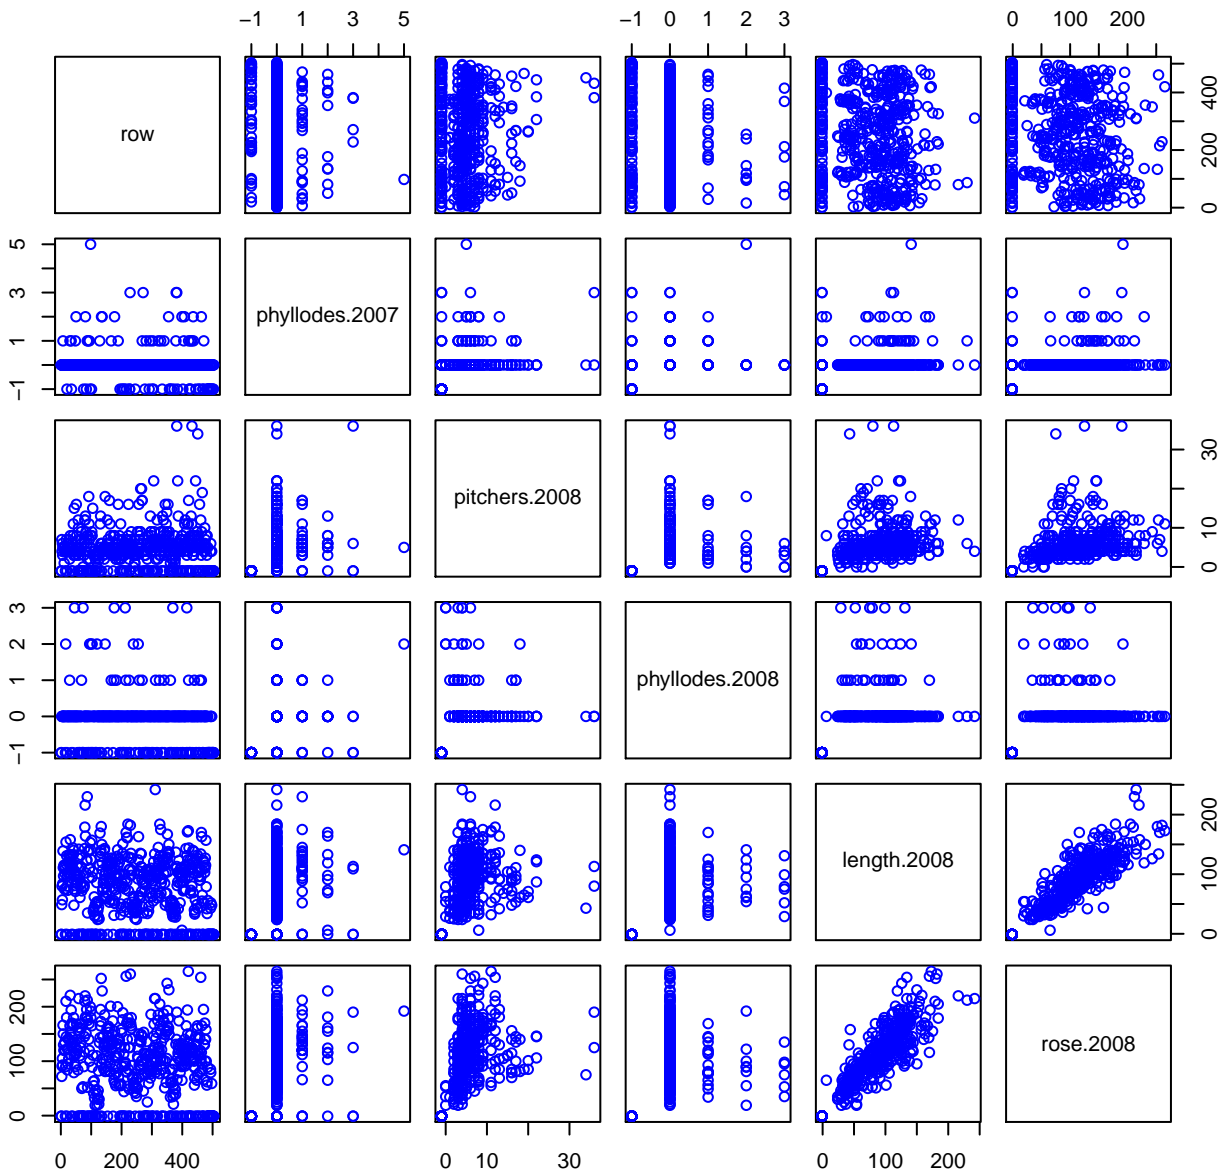 −1 1 3 5 −1 0 1 2 3 0 100 200
row 0 200 400
−1 1 3 5 phyllodes.2007
pitchers.2008 0 10 30
−1 0 1 2 3 phyllodes.2008
length.2008 0 100 200
0 100 200 rose.2008
0 200 400 0 10 30 0 100 200